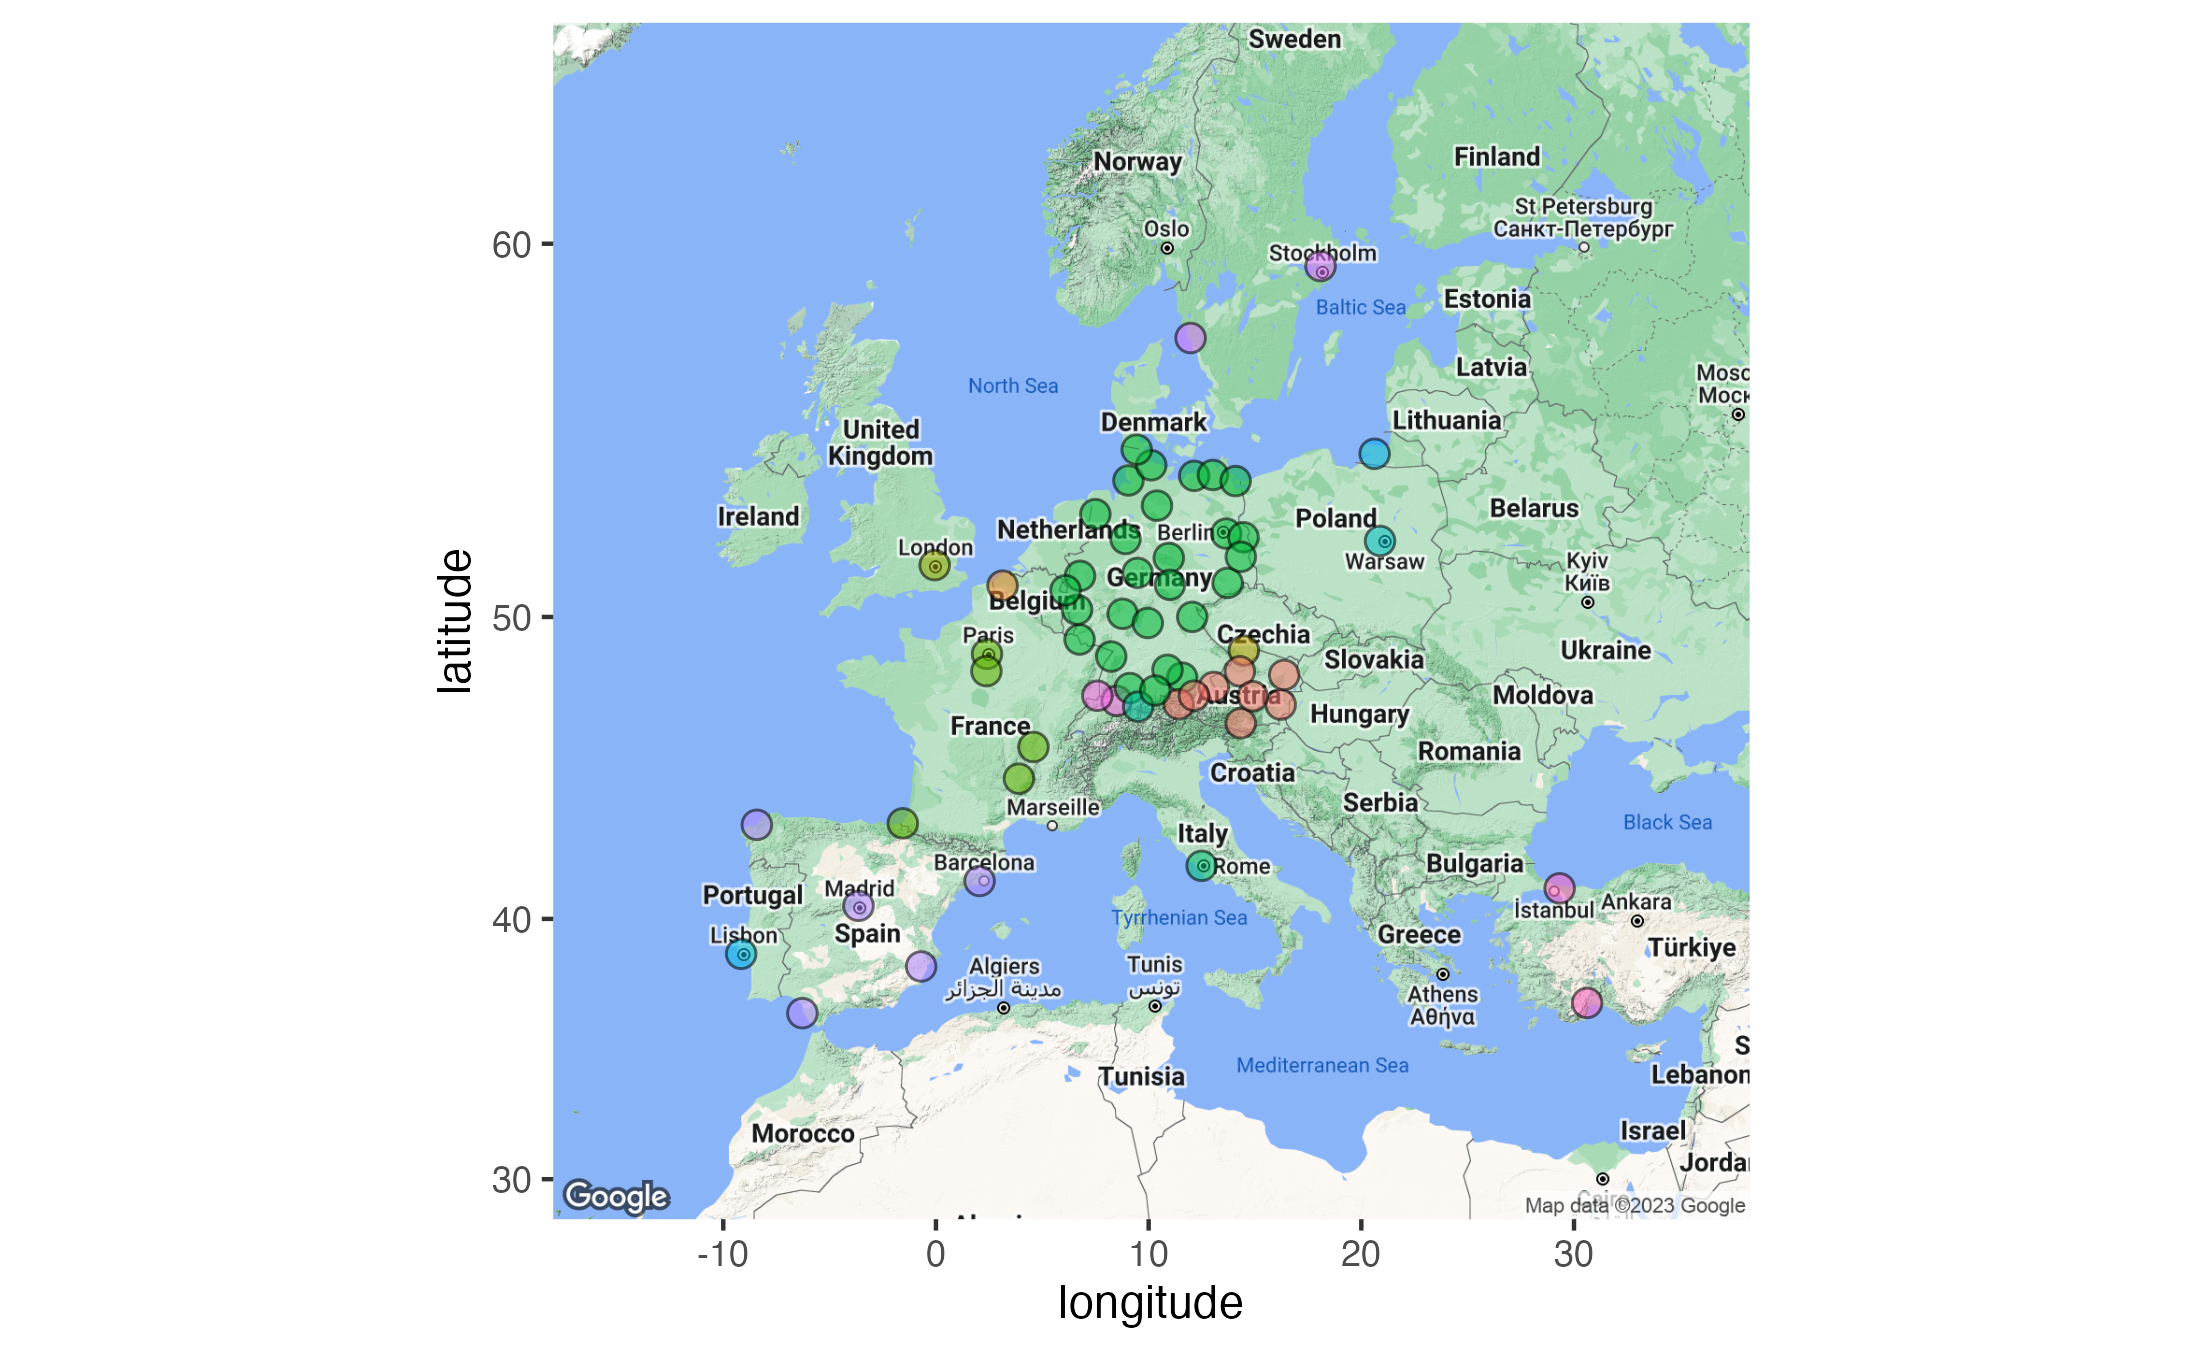 Sweden
Norway
Finland
St Petersburg
Санкт-Петербург
Oslo
Stockholm
60
Estonia
Baltic Sea
Latvia
Mosc
Моск
North Sea
Denmark
Lithuania
United
Kingdom
Ireland
Netherlands
Berlin
Poland
Belarus
London
Warsaw
Kyiv
Київ
Germany
Belgium
50
latitude
Paris
Czechia
Ukraine
Slovakia
Austria
Moldova
France
Hungary
Romania
Croatia
Marseille
Serbia
Italy
Black Sea
Barcelona
Rome
Bulgaria
Portugal
Madrid
İstanbul
Ankara
40
Tyrrhenian Sea
Lisbon
Spain
Greece
Türkiye
Algiers
مدينة الجزائر
Tunis
تونس
Athens
Αθήνα
S
Mediterranean Sea
Tunisia
Lebanon
Morocco
Israel
Jorda
30
Google
Cairo
Map data ©2023 Google
-10
0
10
20
30
longitude